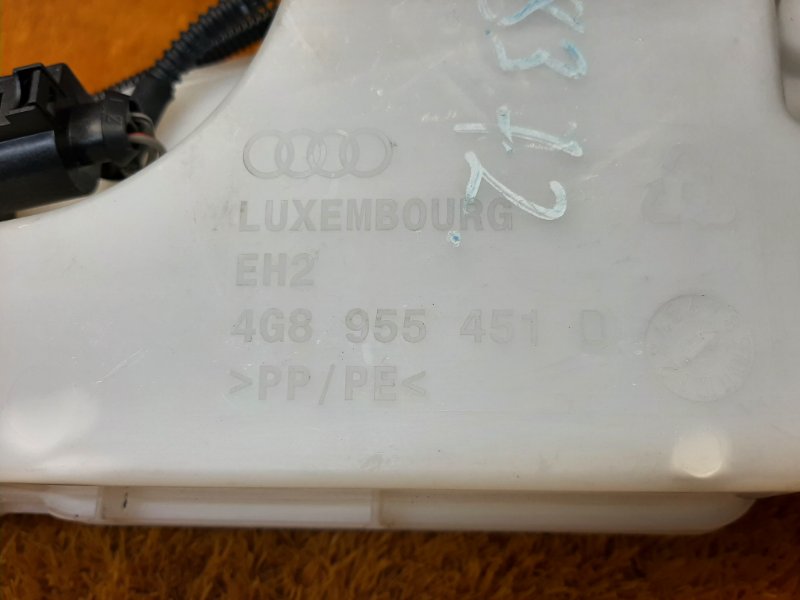 LUXEMBOURG
EH2
4G8 955 451 D
>PP/PE<